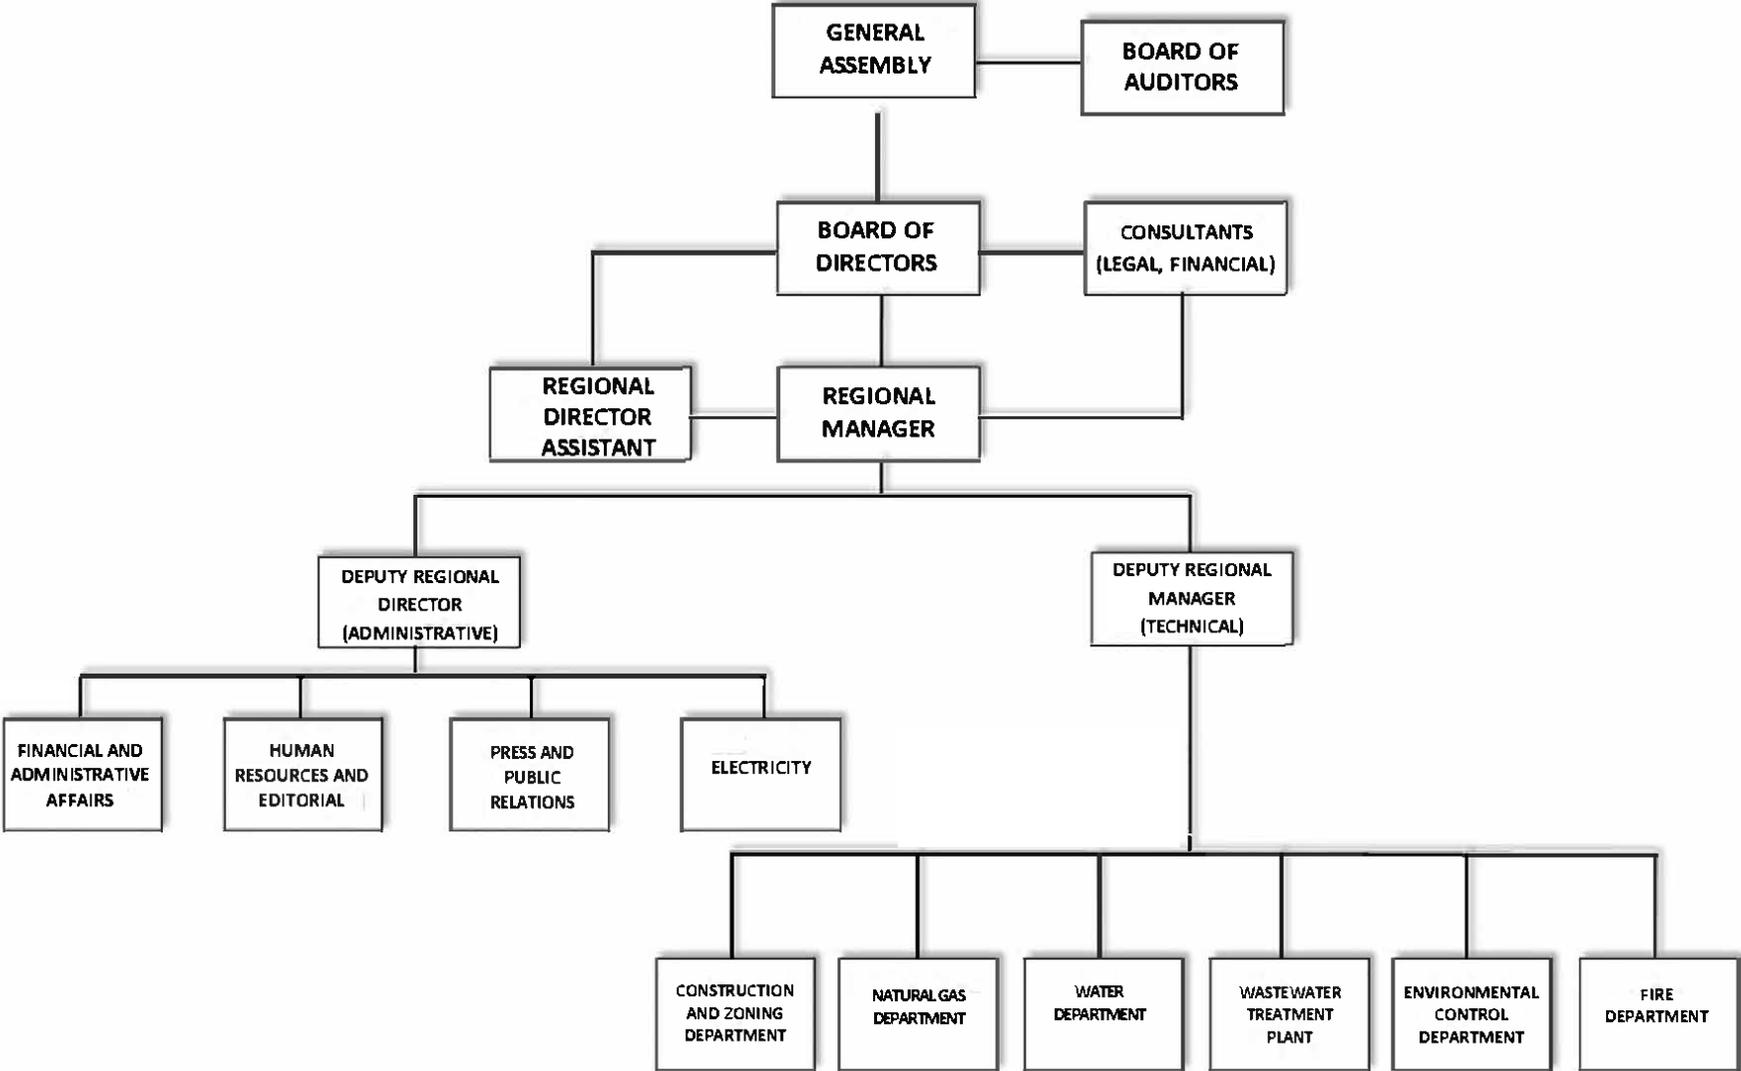 GENERAL
ASSEMBLY
BOARD OF
AUDITORS
BOARD OF
DIRECTORS
CONSULTANTS
(LEGAL, FINANCIAL)
REGIONAL
DIRECTOR
ASSISTANT
REGIONAL
MANAGER
DEPUTY REGIONAL
DIRECTOR
(ADMINISTRATIVE)
DEPUTY REGIONAL
MANAGER
(TECHNICAL)
FINANCIAL AND
ADMINISTRATIVE
AFFAIRS
HUMAN
RESOURCES AND
EDITORIAL
PRESS AND
PUBLIC
RELATIONS
ELECTRICITY
CONSTRUCTION
AND ZONING
DEPARTMENT
NATURAL GAS
DEPARTMENT
WATER
DEPARTMENT
WASTEWATER
TREATMENT
PLANT
ENVIRONMENTAL
CONTROL
DEPARTMENT
FIRE
DEPARTMENT